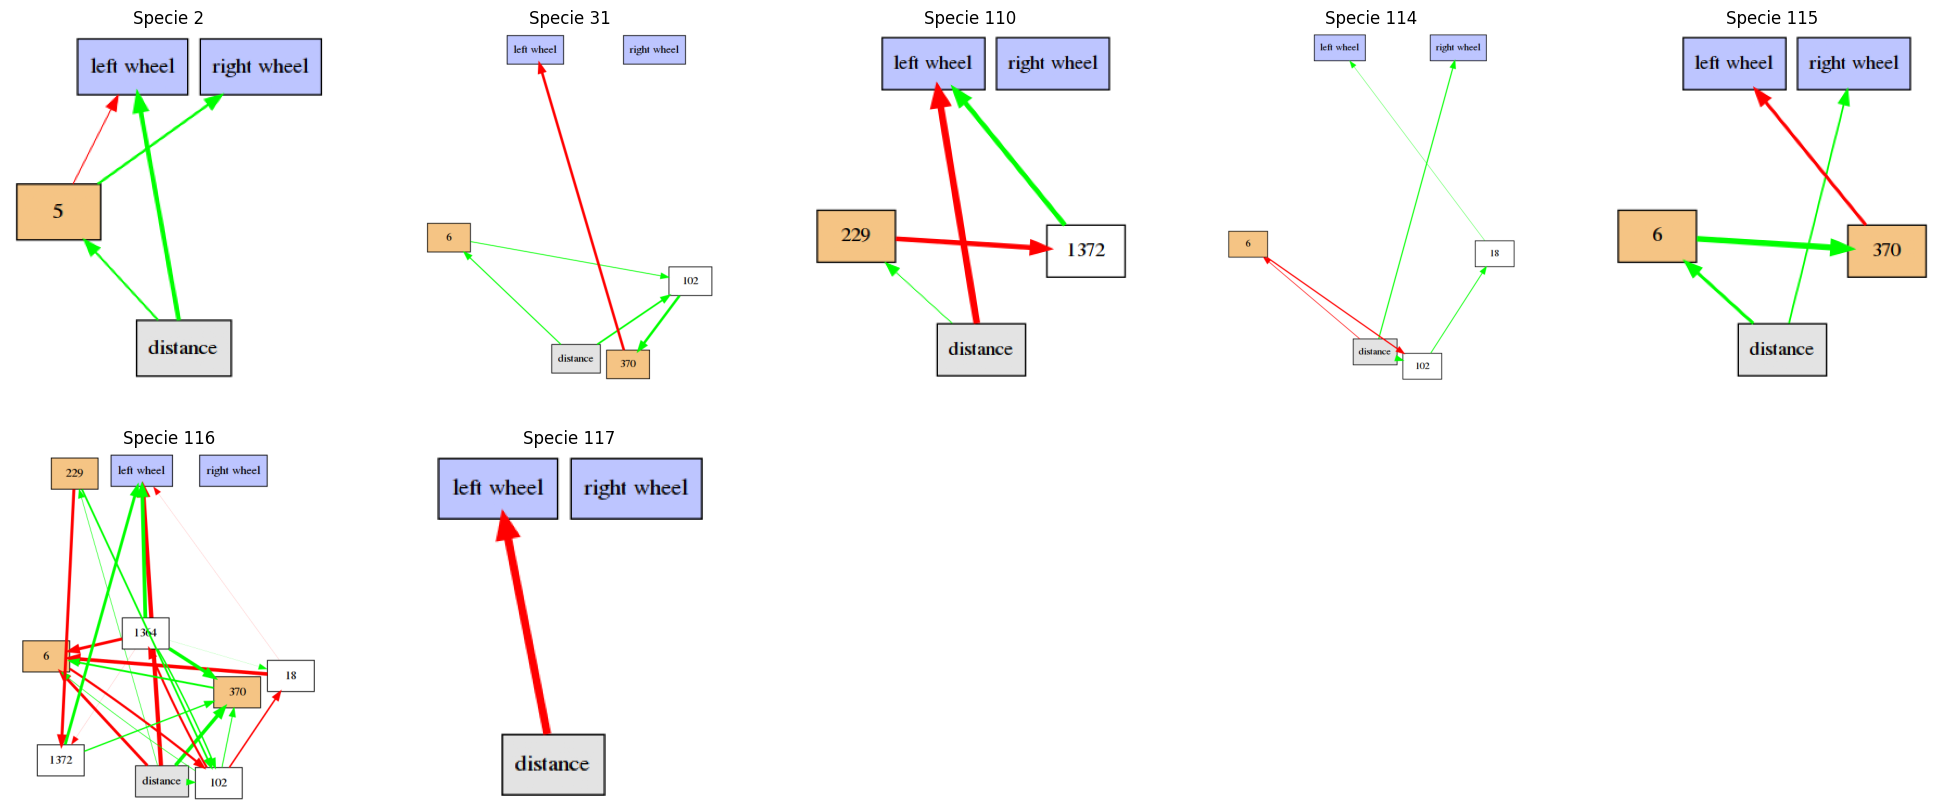 Specie 2
left wheel right wheel
5
distance
Specie 31
left wheel right wheel
6
102
distance 370
Specie 110
left wheel right wheel
229 1372
distance
Specie 114
left wheel right wheel
6 18
distance 102
Specie 115
left wheel right wheel
6 370
distance
Specie 116
229 left wheel right wheel
1364
6 18
370
1372
distance 102
Specie 117
left wheel right wheel
distance